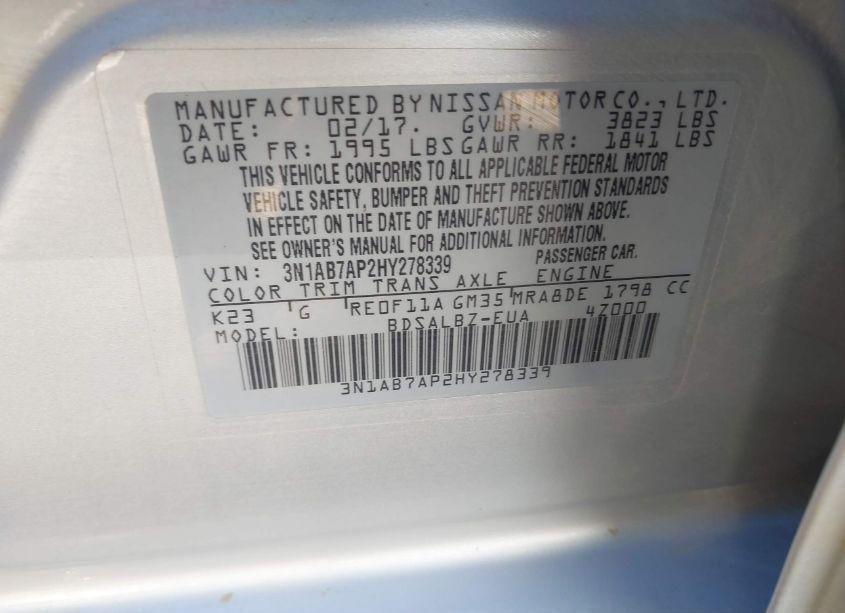 MANUFACTURED BY NISSAN MOTOR CO., LTD.
DATE: 02/17. GVWR: 3823 LBS
GAWR FR: 1995 LBS GAWR RR: 1841 LBS
THIS VEHICLE CONFORMS TO ALL APPLICABLE FEDERAL MOTOR
VEHICLE SAFETY, BUMPER AND THEFT PREVENTION STANDARDS
IN EFFECT ON THE DATE OF MANUFACTURE SHOWN ABOVE.
SEE OWNER'S MANUAL FOR ADDITIONAL INFORMATION.
VIN: 3N1AB7AP2HY278339 PASSENGER CAR.
COLOR TRIM TRANS AXLE ENGINE
K23 G RE0F11A GM35 MRA8DE 1798 CC
MODEL: BDSALBZ-EUA 4Z000
3N1AB7AP2HY278339